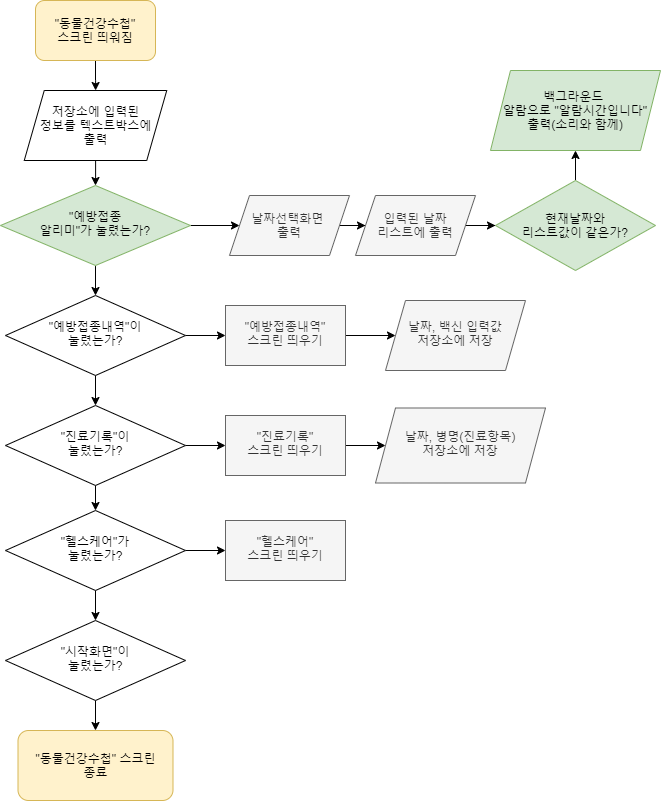 "동물건강수첩"
스크린 띄워짐
저장소에 입력된
정보를 텍스트박스에
출력
백그라운드
알람으로 "알람시간입니다"
출력(소리와 함께)
"예방접종
알리미"가 눌렸는가?
날짜선택화면
출력
입력된 날짜
리스트에 출력
현재날짜와
리스트값이 같은가?
"예방접종내역"이
눌렸는가?
"예방접종내역"
스크린 띄우기
날짜, 백신 입력값
저장소에 저장
"진료기록"이
눌렸는가?
"진료기록"
스크린 띄우기
날짜, 병명(진료항목)
저장소에 저장
"헬스케어"가
눌렸는가?
"헬스케어"
스크린 띄우기
"시작화면"이
눌렸는가?
"동물건강수첩" 스크린
종료